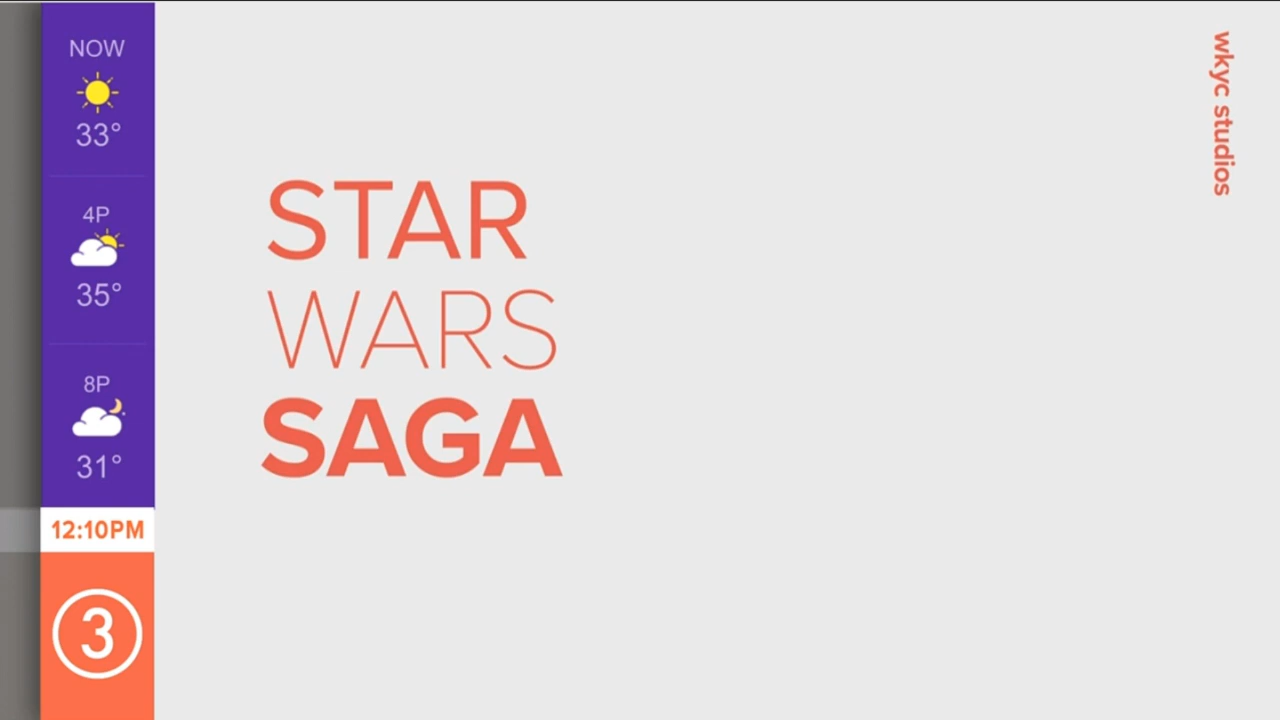 NOW
33°
4P
35°
8P
31°
12:10PM
3
STAR
WARS
SAGA
wkyc studios